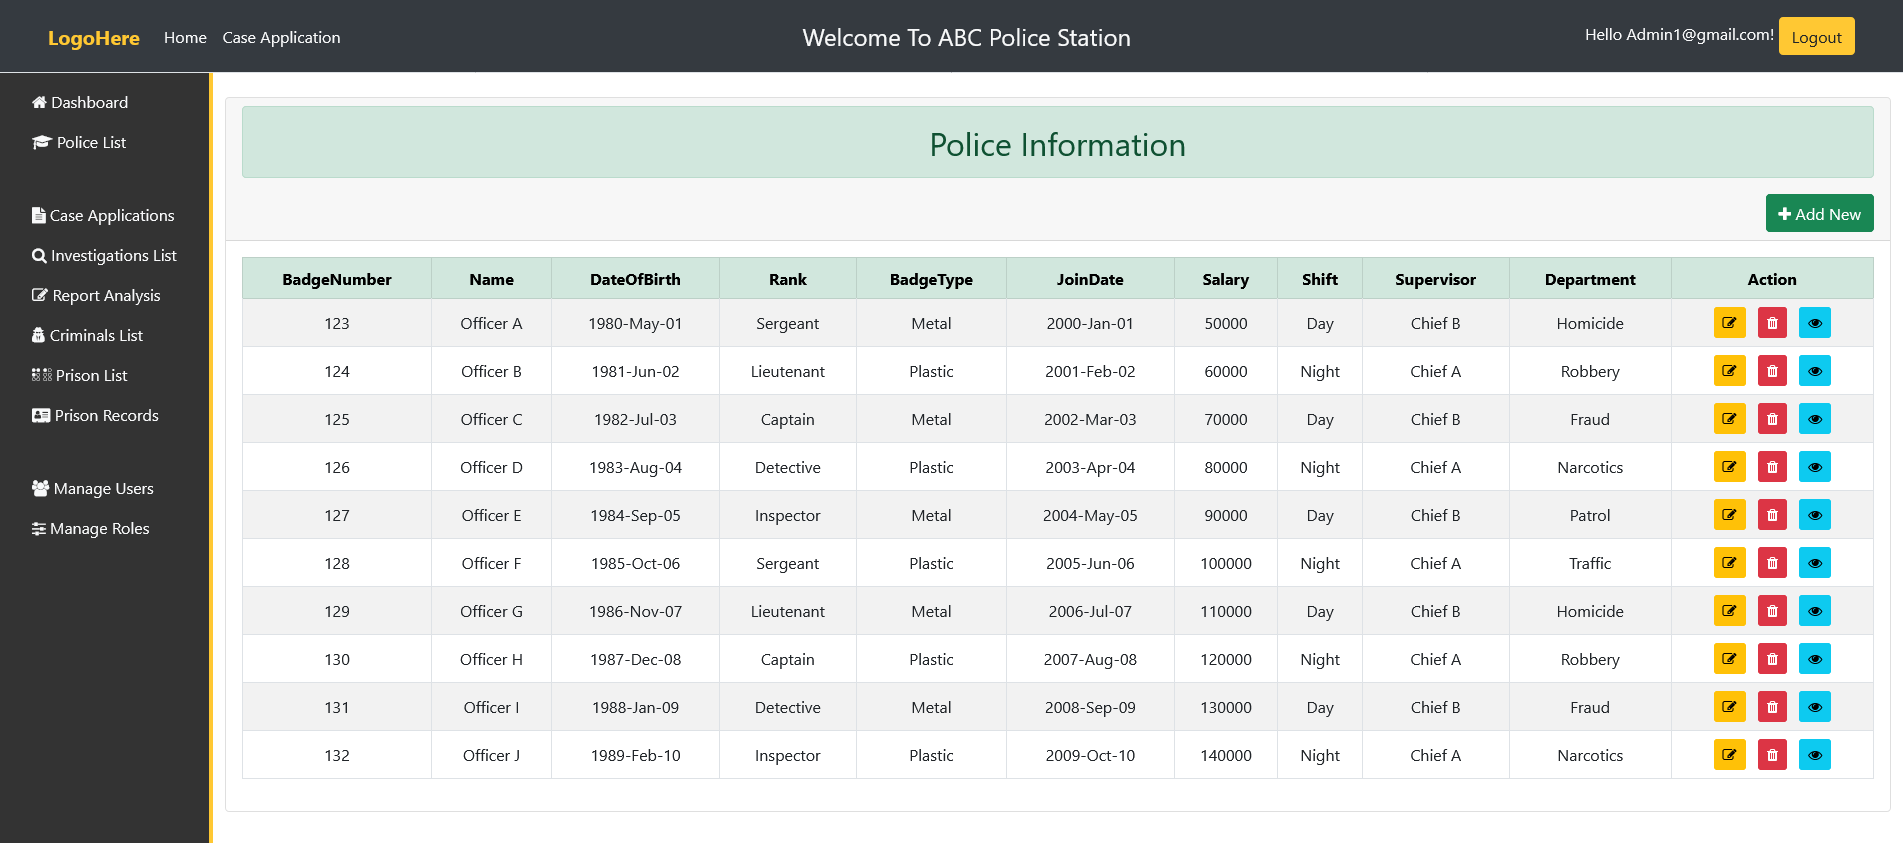 LogoHere Home Case Application Welcome To ABC Police Station Hello Admin1@gmail.com! Logout
Dashboard
Police List
Case Applications
Investigations List
Report Analysis
Criminals List
Prison List
Prison Records
Manage Users
Manage Roles
Police Information
Add New
BadgeNumber Name DateOfBirth Rank BadgeType JoinDate Salary Shift Supervisor Department Action
123 Officer A 1980-May-01 Sergeant Metal 2000-Jan-01 50000 Day Chief B Homicide
124 Officer B 1981-Jun-02 Lieutenant Plastic 2001-Feb-02 60000 Night Chief A Robbery
125 Officer C 1982-Jul-03 Captain Metal 2002-Mar-03 70000 Day Chief B Fraud
126 Officer D 1983-Aug-04 Detective Plastic 2003-Apr-04 80000 Night Chief A Narcotics
127 Officer E 1984-Sep-05 Inspector Metal 2004-May-05 90000 Day Chief B Patrol
128 Officer F 1985-Oct-06 Sergeant Plastic 2005-Jun-06 100000 Night Chief A Traffic
129 Officer G 1986-Nov-07 Lieutenant Metal 2006-Jul-07 110000 Day Chief B Homicide
130 Officer H 1987-Dec-08 Captain Plastic 2007-Aug-08 120000 Night Chief A Robbery
131 Officer I 1988-Jan-09 Detective Metal 2008-Sep-09 130000 Day Chief B Fraud
132 Officer J 1989-Feb-10 Inspector Plastic 2009-Oct-10 140000 Night Chief A Narcotics